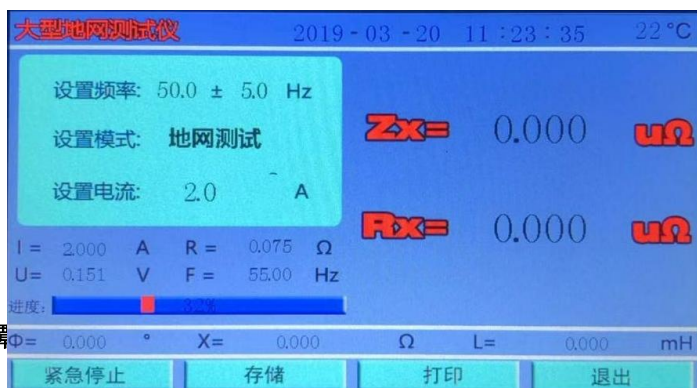 大型地网测试仪 2019-03-20 11:23:35 22℃
设置频率: 50.0 ± 5.0 Hz
设置模式: 地网测试
设置电流: 2.0 A
Zx= 0.000 uΩ
Rx= 0.000 uΩ
I = 2.000 A R = 0.075 Ω
U= 0.151 V F = 55.00 Hz
进度: 32%
Φ= 0.000 ° X= 0.000 Ω L= 0.000 mH
紧急停止 存储 打印 退出